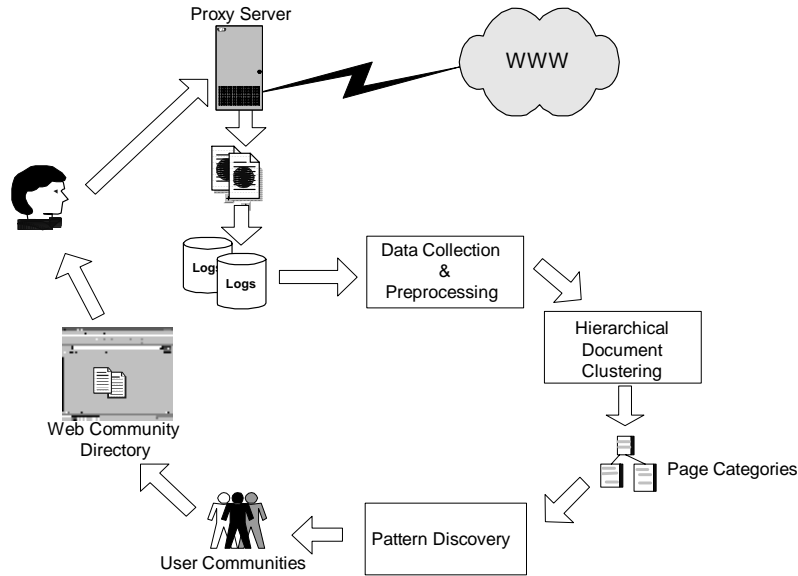 Proxy Server
WWW
Logs
Logs
Data Collection
&
Preprocessing
Hierarchical
Document
Clustering
Page Categories
Pattern Discovery
User Communities
Web Community
Directory